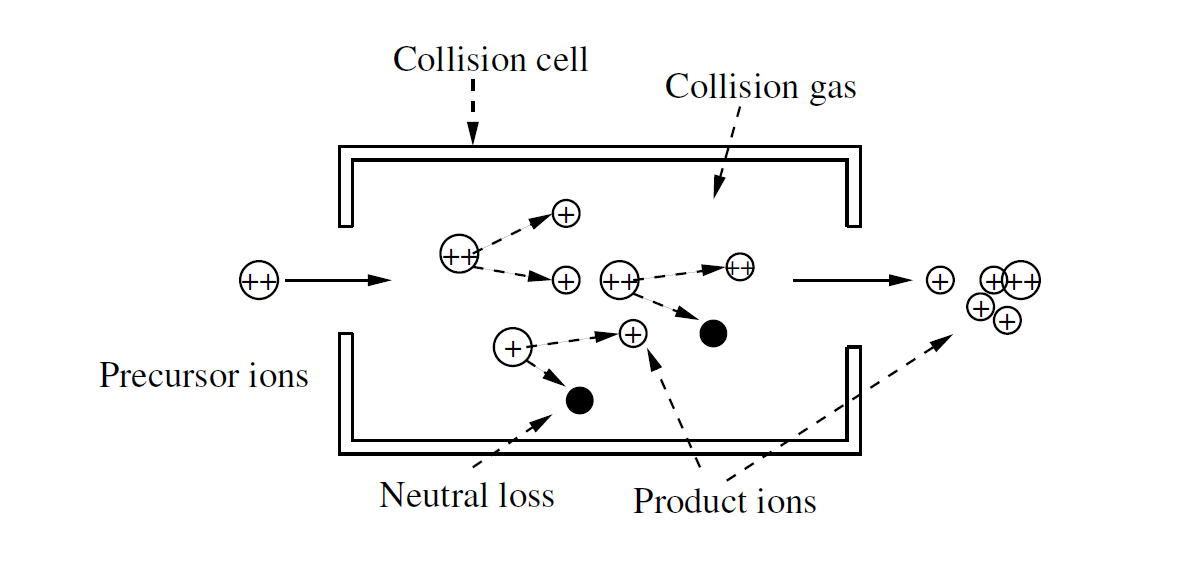 Collision cell
Collision gas
+
++
+
++
++
+
++
+
+
++
+
+
+
+
Precursor ions
Neutral loss
Product ions